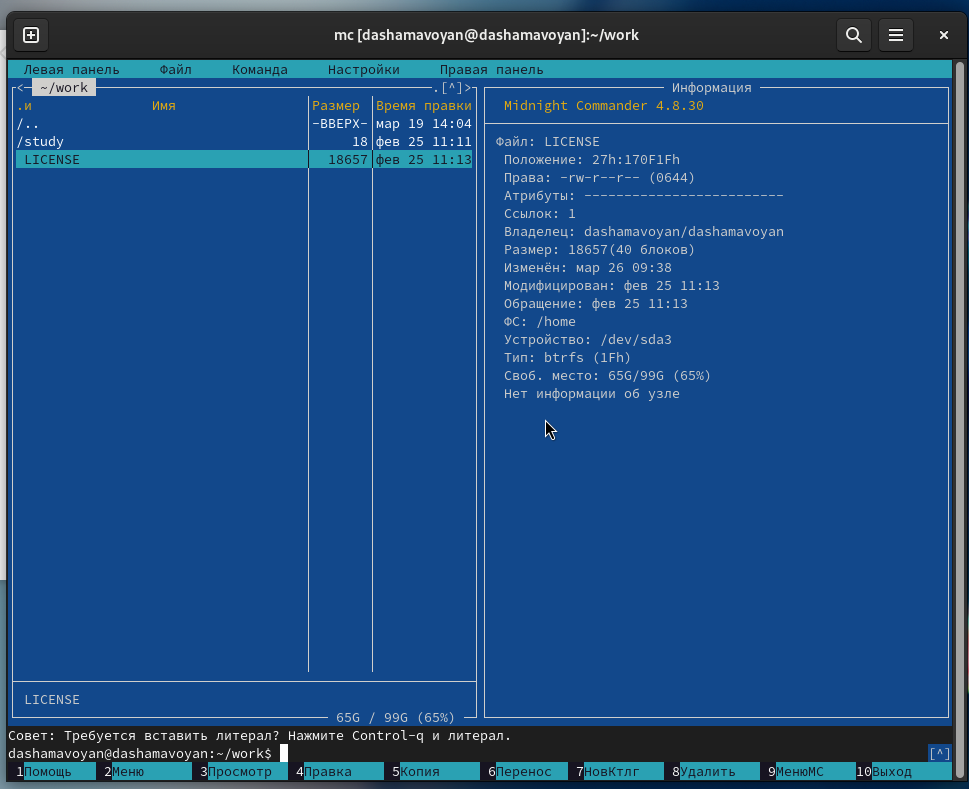 mc [dashamavoyan@dashamavoyan]:~/work
Левая панель Файл Команда Настройки Правая панель
<─ ~/work .[^]>
.и Имя Размер Время правки
/.. -ВВЕРХ- мар 19 14:04
/study 18 фев 25 11:11
LICENSE 18657 фев 25 11:13
LICENSE
65G / 99G (65%)
Информация
Midnight Commander 4.8.30
Файл: LICENSE
Положение: 27h:170F1Fh
Права: -rw-r--r-- (0644)
Атрибуты: -------------------------
Ссылок: 1
Владелец: dashamavoyan/dashamavoyan
Размер: 18657(40 блоков)
Изменён: мар 26 09:38
Модифицирован: фев 25 11:13
Обращение: фев 25 11:13
ФС: /home
Устройство: /dev/sda3
Тип: btrfs (1Fh)
Своб. место: 65G/99G (65%)
Нет информации об узле
Совет: Требуется вставить литерал? Нажмите Control-q и литерал.
dashamavoyan@dashamavoyan:~/work$ [^]
1Помощь 2Меню 3Просмотр 4Правка 5Копия 6Перенос 7НовКтлг 8Удалить 9МенюMC 10Выход